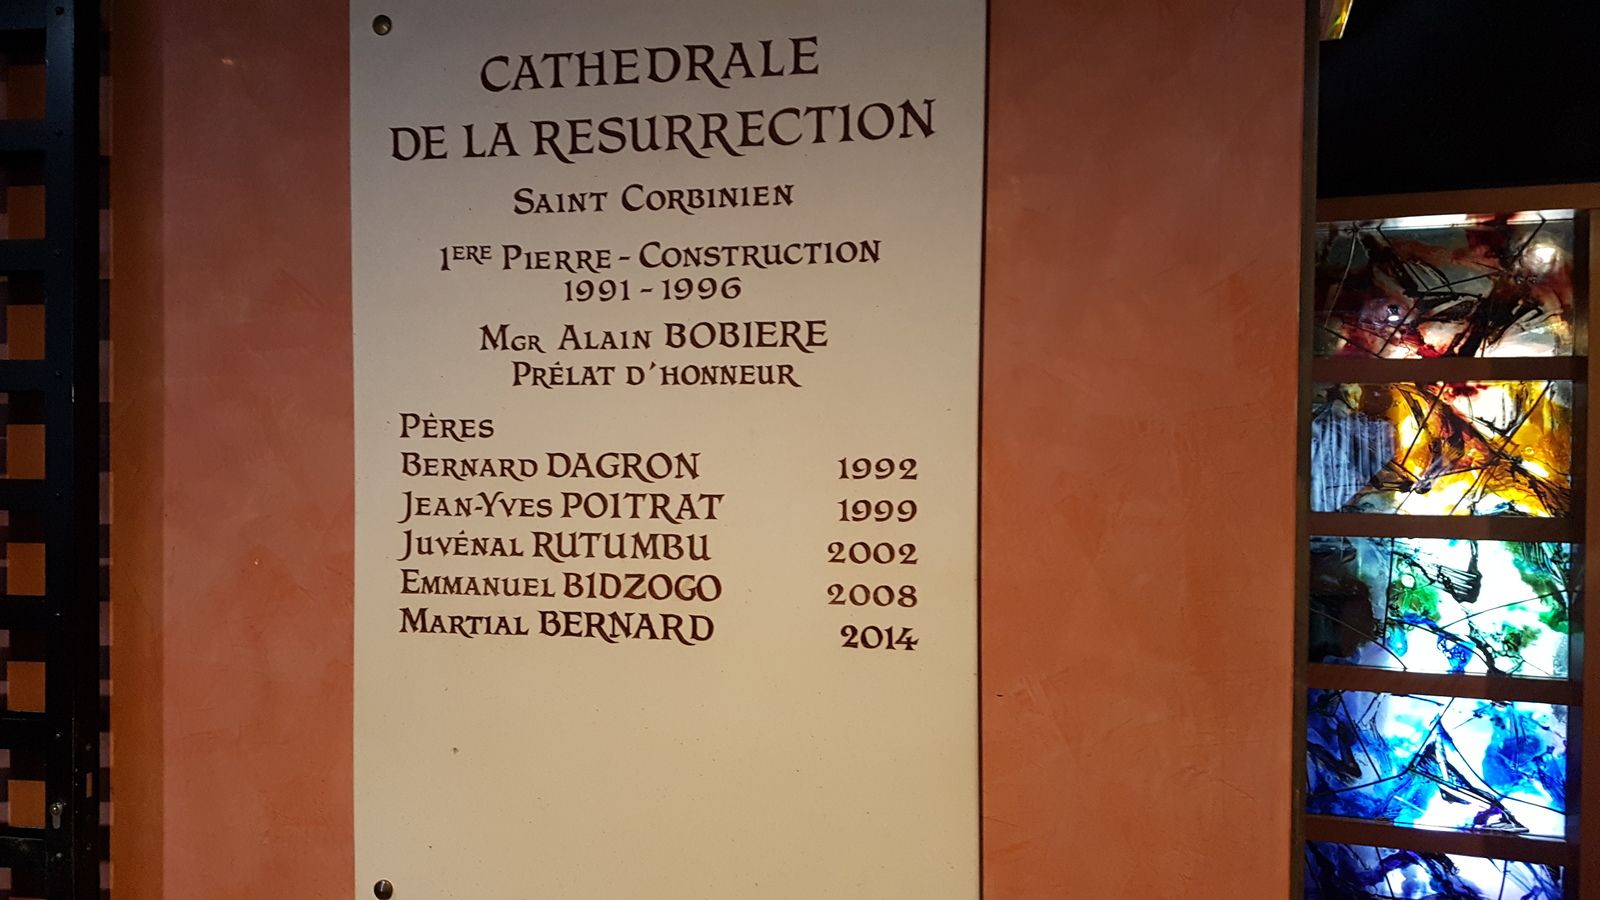 CATHEDRALE
DE LA RESURRECTION
SAINT CORBINIEN
1ERE PIERRE - CONSTRUCTION
1991 - 1996
MGR ALAIN BOBIERE
PRÉLAT D'HONNEUR
PÊRES
BERNARD DAGRON 1992
JEAN-YVES POITRAT 1999
JUVÉNAL RUTUMBU 2002
EMMANUEL BIDZOGO 2008
MARTIAL BERNARD 2014